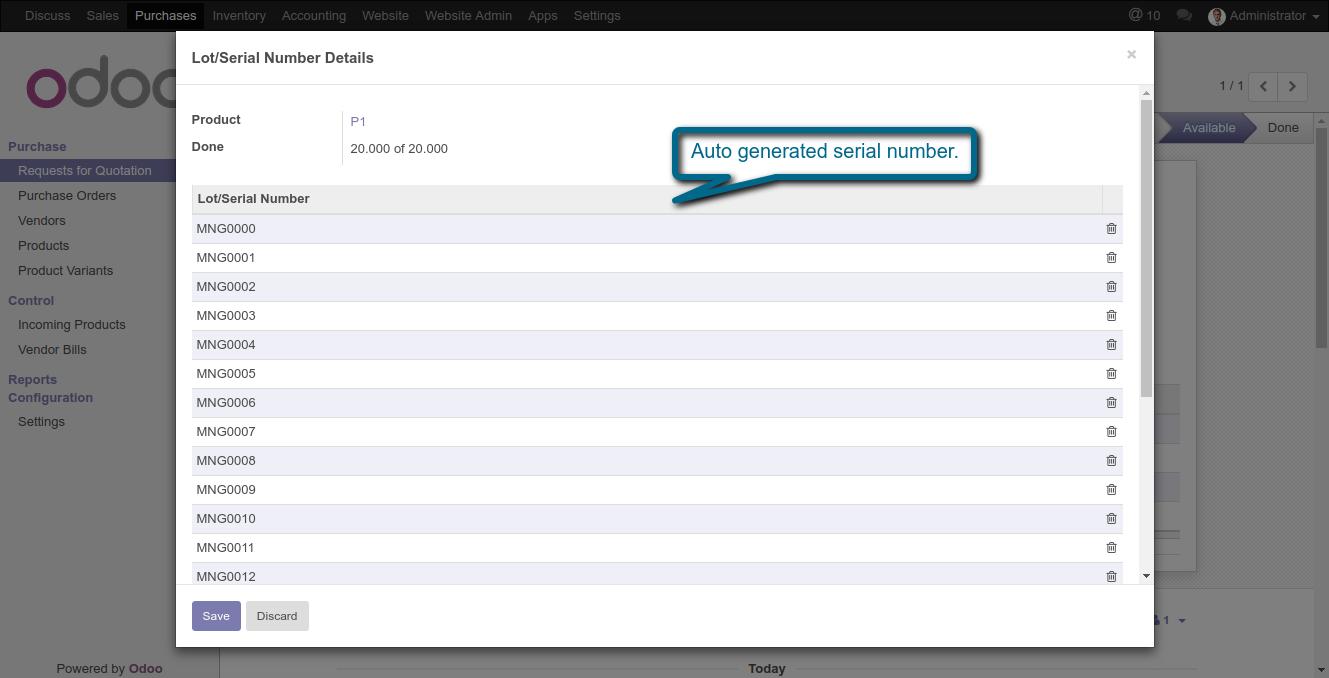 Discuss Sales Purchases Inventory Accounting Website Website Admin Apps Settings @ 10 Administrator
Lot/Serial Number Details ×
odoo
1 / 1
Product P1
Done 20.000 of 20.000
Auto generated serial number.
Available Done
Lot/Serial Number
MNG0000
MNG0001
MNG0002
MNG0003
MNG0004
MNG0005
MNG0006
MNG0007
MNG0008
MNG0009
MNG0010
MNG0011
MNG0012
Save Discard
Purchase
Requests for Quotation
Purchase Orders
Vendors
Products
Product Variants
Control
Incoming Products
Vendor Bills
Reports
Configuration
Settings
1
Powered by Odoo
Today